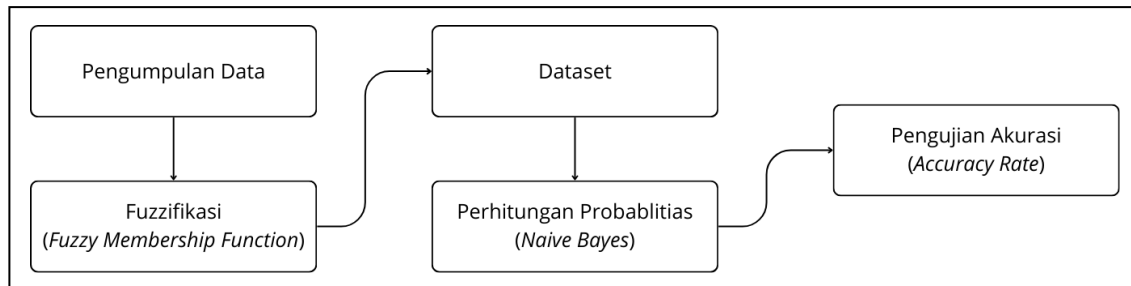 Pengumpulan Data
Fuzzifikasi
(Fuzzy Membership Function)
Dataset
Perhitungan Probablitias
(Naive Bayes)
Pengujian Akurasi
(Accuracy Rate)